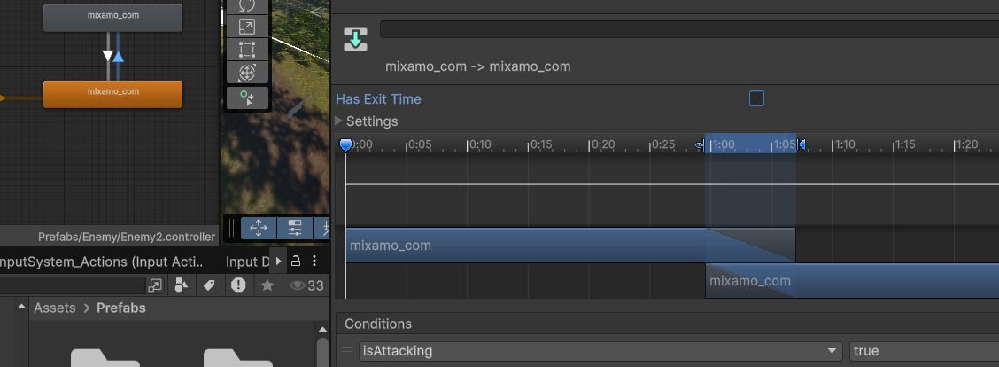 mixamo_com
mixamo_com
Prefabs/Enemy/Enemy2.controller
nputSystem_Actions (Input Acti..
Input D
33
Assets > Prefabs
mixamo_com -> mixamo_com
Has Exit Time
Settings
0:00 0:05 0:10 0:15 0:20 0:25 1:00 1:05 1:10 1:15 1:20
mixamo_com
mixamo_com
Conditions
isAttacking
true